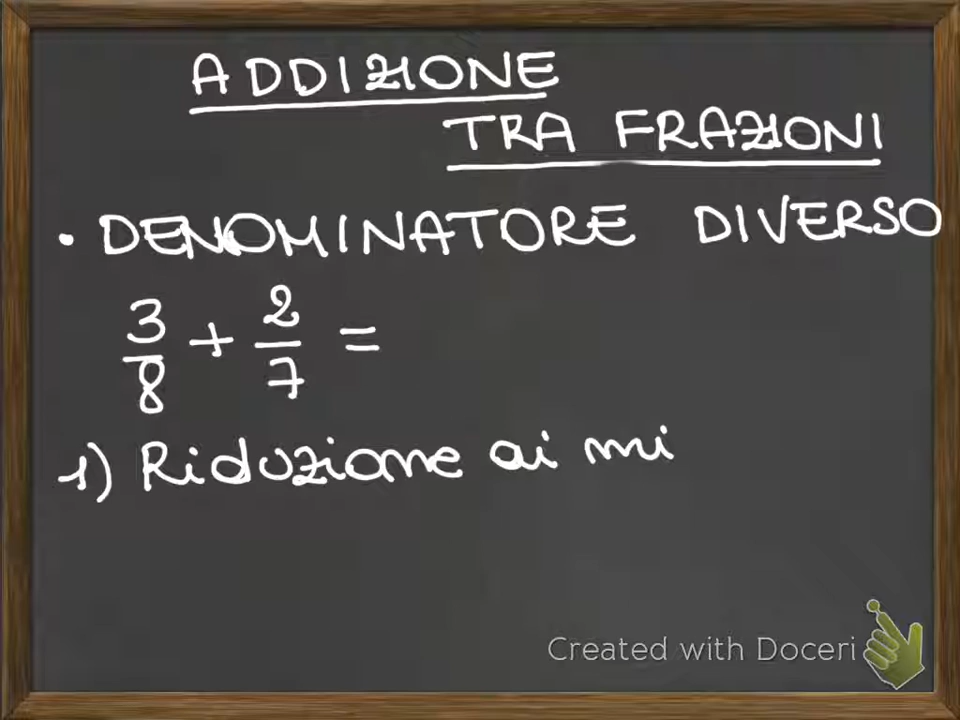 ADDIZIONE
TRA FRAZIONI
• DENOMINATORE DIVERSO
3/8 + 2/7 =
1) Riduzione ai mi
Created with Doceri